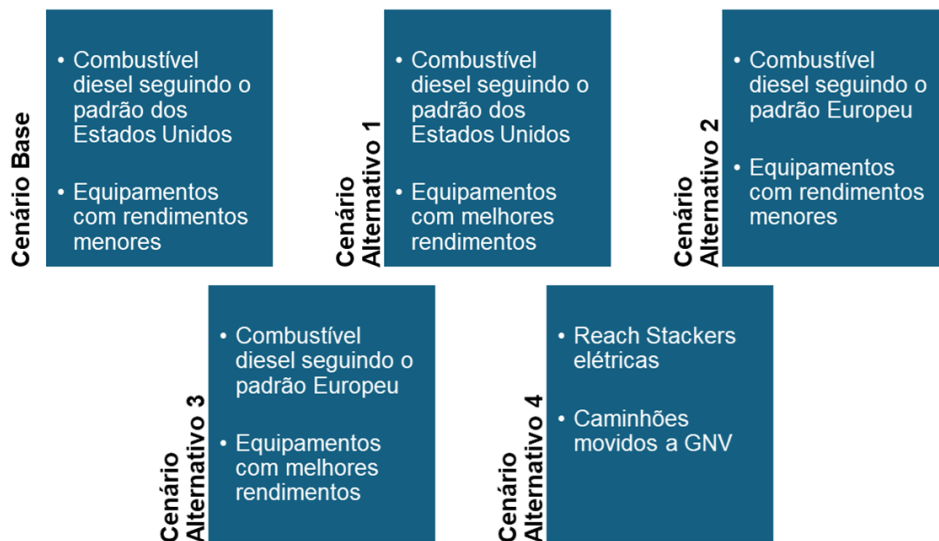 Cenário Base
• Combustível
diesel seguindo o
padrão dos
Estados Unidos
• Equipamentos
com rendimentos
menores
Cenário
Alternativo 1
• Combustível
diesel seguindo o
padrão dos
Estados Unidos
• Equipamentos
com melhores
rendimentos
Cenário
Alternativo 2
• Combustível
diesel seguindo o
padrão Europeu
• Equipamentos
com rendimentos
menores
Cenário
Alternativo 3
• Combustível
diesel seguindo o
padrão Europeu
• Equipamentos
com melhores
rendimentos
Cenário
Alternativo 4
• Reach Stackers
elétricas
• Caminhões
movidos a GNV